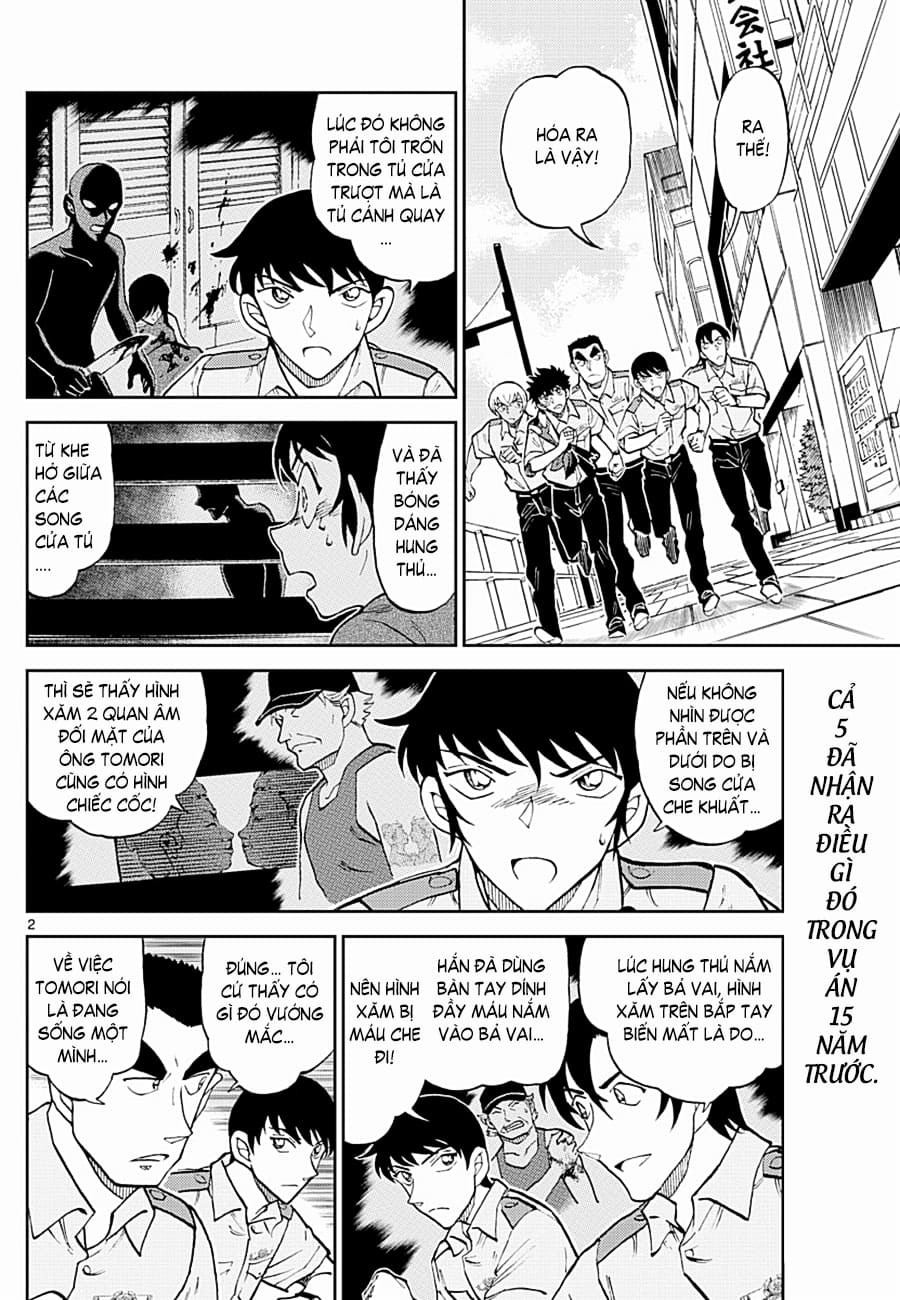 会社
RA
THẾ!
HÓA RA
LÀ VẬY!
LÚC ĐÓ KHÔNG
PHẢI TÔI TRỐN
TRONG TỦ CỬA
TRƯỢT MÀ LÀ
TỦ CÁNH QUAY
...
VÀ ĐÃ
THẤY
BÓNG
DÁNG
HUNG
THỦ...
TỪ KHE
HỞ GIỮA
CÁC
SONG
CỬA TỦ
....
CẢ
5
ĐÃ
NHẬN
RA
ĐIỀU
GÌ
ĐÓ
TRONG
VỤ
ÁN
15
NĂM
TRƯỚC.
NẾU KHÔNG
NHÌN ĐƯỢC
PHẦN TRÊN VÀ
DƯỚI DO BỊ
SONG CỬA
CHE KHUẤT...
THÌ SẼ THẤY HÌNH
XĂM 2 QUAN ÂM
ĐỐI MẶT CỦA
ÔNG TOMORI
CŨNG CÓ HÌNH
CHIẾC CỐC!
2
LÚC HUNG THỦ NẮM
LẤY BẢ VAI, HÌNH
XĂM TRÊN BẮP TAY
BIẾN MẤT LÀ DO...
HẮN ĐÃ DÙNG
BÀN TAY DÍNH
ĐẦY MÁU NẮM
VÀO BẢ VAI...
NÊN HÌNH
XĂM BỊ
MÁU CHE
ĐI!
ĐÚNG... TÔI
CỨ THẤY CÓ
GÌ ĐÓ VƯỚNG
MẮC...
VỀ VIỆC
TOMORI NÓI
LÀ ĐANG
SỐNG MỘT
MÌNH...